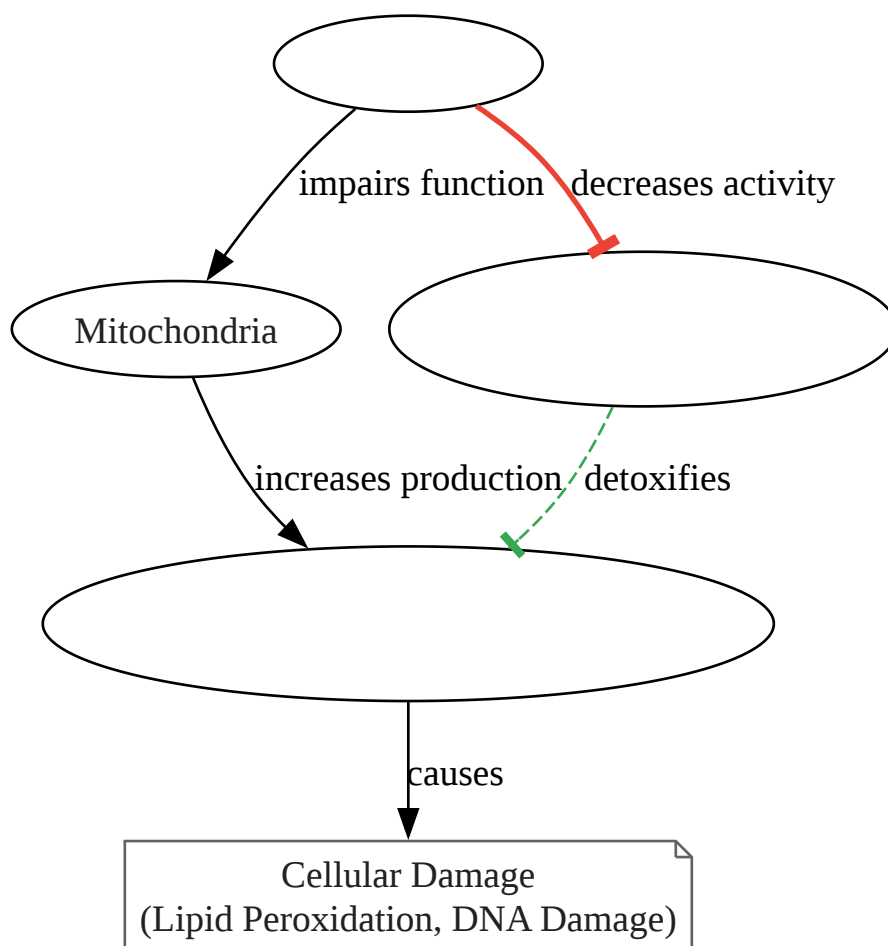 impairs function
decreases activity
Mitochondria
increases production
detoxifies
causes
Cellular Damage
(Lipid Peroxidation, DNA Damage)